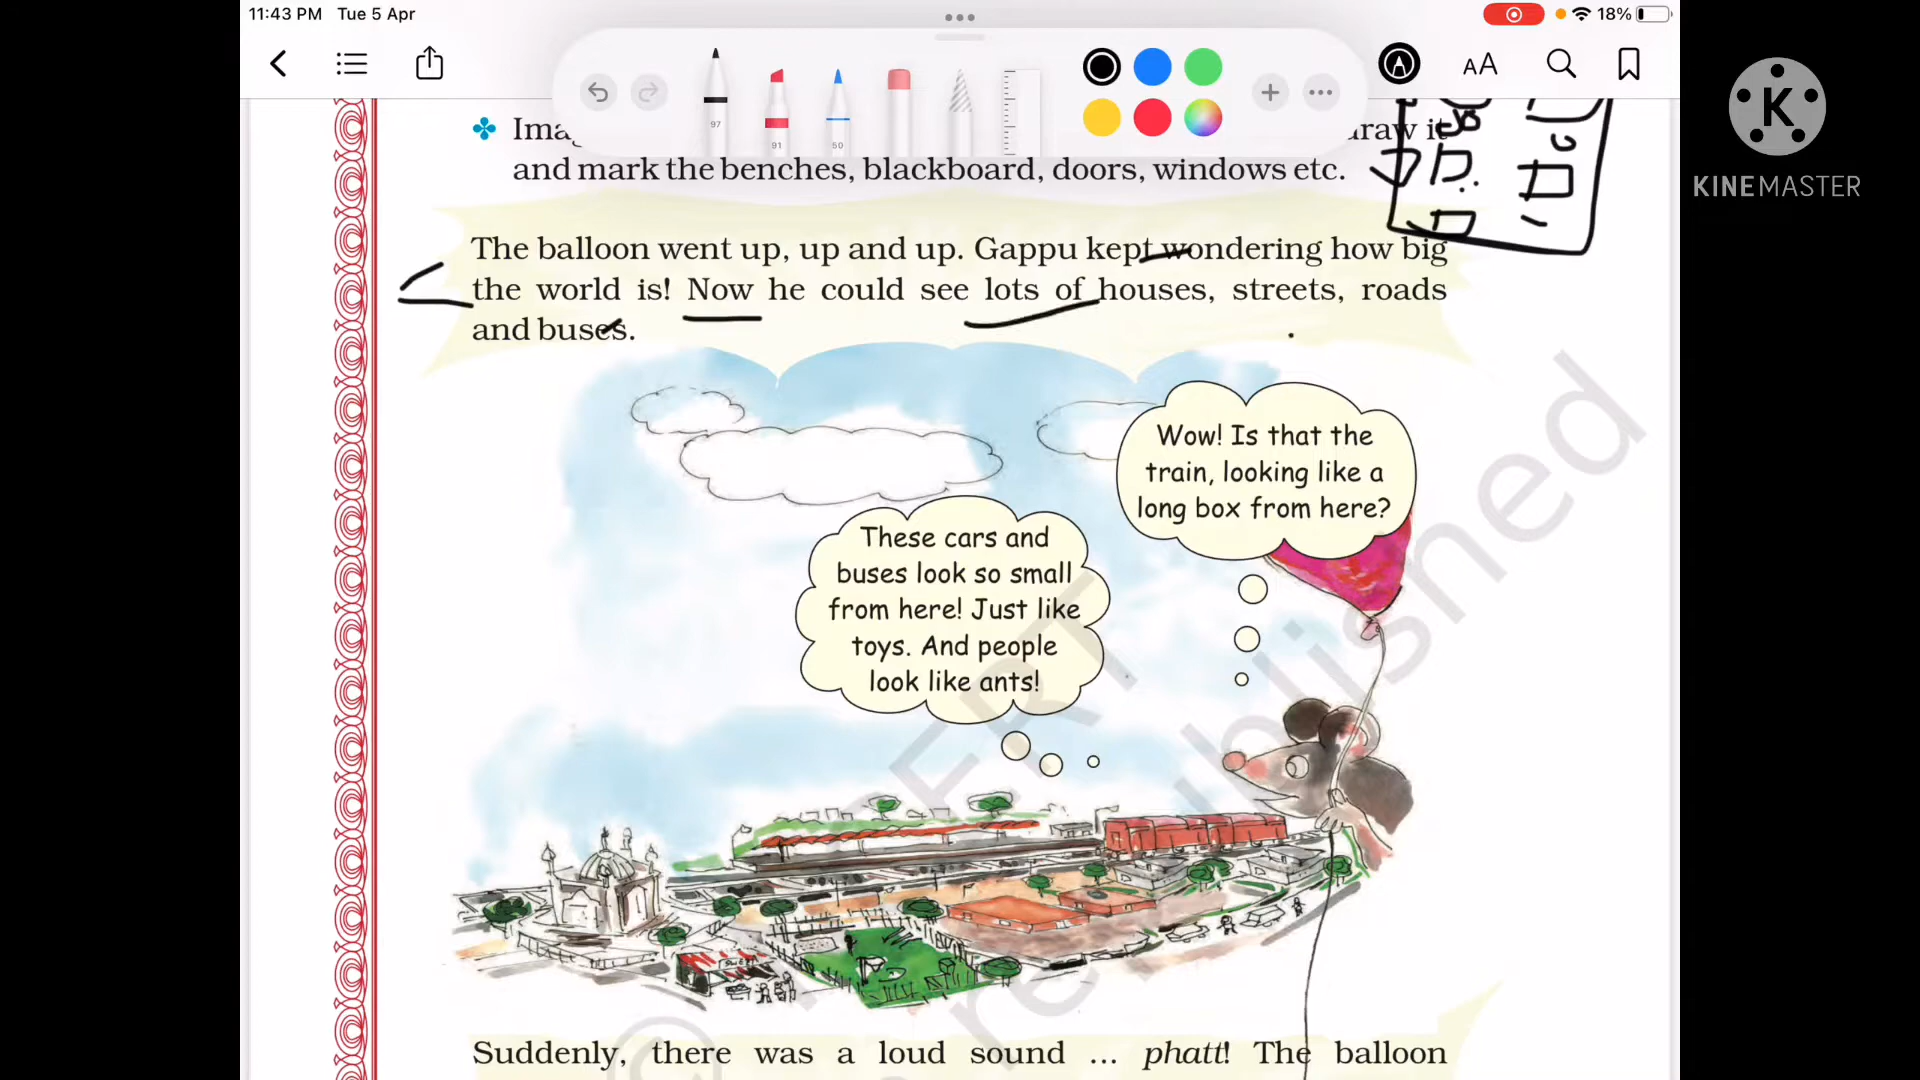 11:43 PM Tue 5 Apr
18%
AA
97
91
50
K
KINEMASTER
and mark the benches, blackboard, doors, windows etc.
The balloon went up, up and up. Gappu kept wondering how big
the world is! Now he could see lots of houses, streets, roads
and buses.
Wow! Is that the
train, looking like a
long box from here?
These cars and
buses look so small
from here! Just like
toys. And people
look like ants!
Suddenly, there was a loud sound ... phatt! The balloon